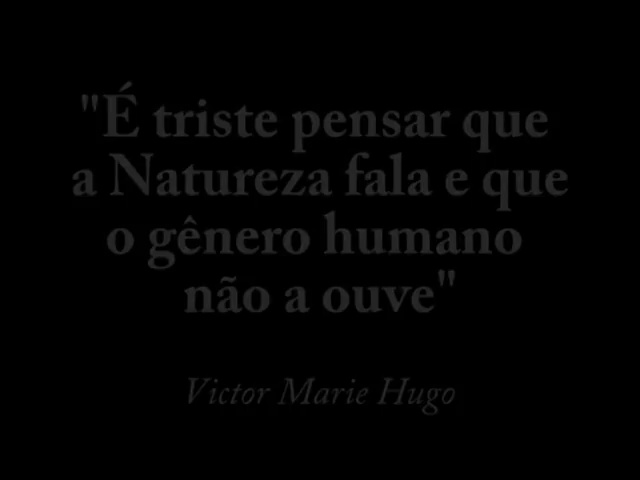 "É triste pensar que
a Natureza fala e que
o gênero humano
não a ouve"
Victor Marie Hugo